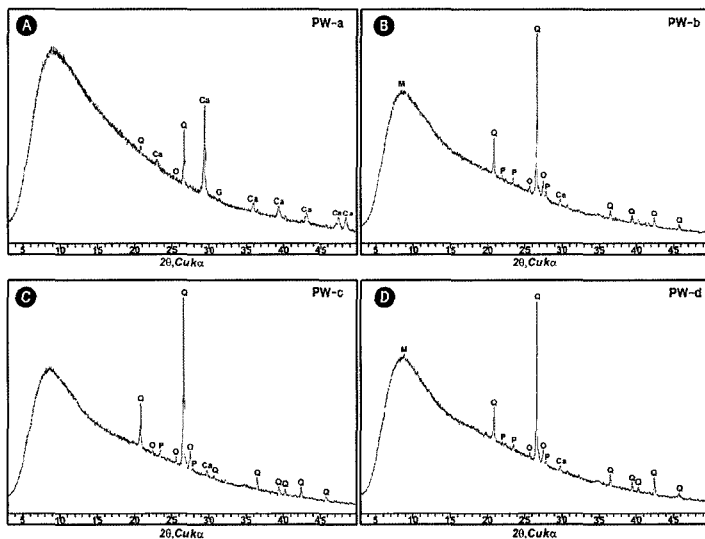 A PW-a
Ca
Q
Q Ca O G Ca Ca Ca Ca Ca
5 10 15 20 25 30 35 40 45
2θ,Cukα
B PW-b
Q
M
Q P P O O P Ca Q Q Q Q
5 10 15 20 25 30 35 40 45
2θ,Cukα
C PW-c
Q
Q O P O O P Ca Q Q Q Q Q Q
10 15 20 25 30 35 40 45
2θ,Cukα
D PW-d
Q
M
Q P P O O P Ca Q Q Q Q Q
5 10 15 20 25 30 35 40 45
2θ,Cukα